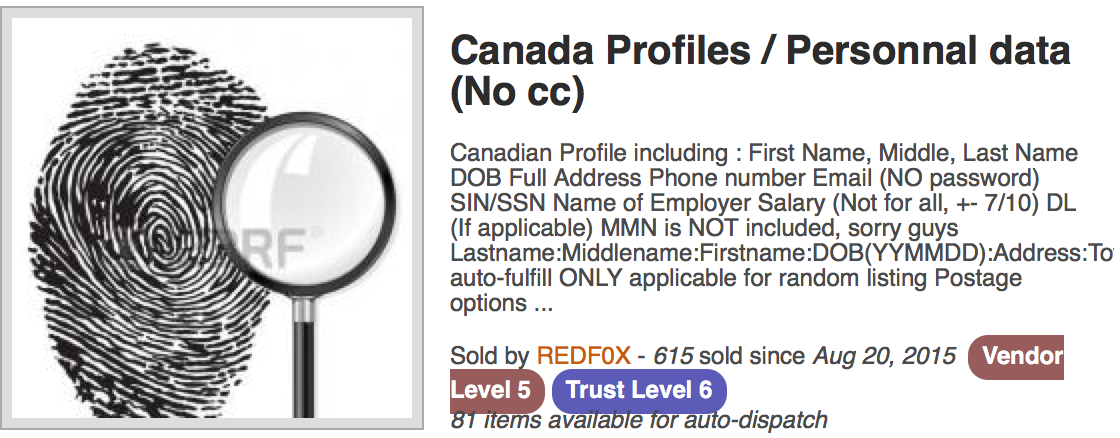 Canada Profiles / Personnal data
(No cc)
Canadian Profile including : First Name, Middle, Last Name
DOB Full Address Phone number Email (NO password)
SIN/SSN Name of Employer Salary (Not for all, +- 7/10) DL
(If applicable) MMN is NOT included, sorry guys
Lastname:Middlename:Firstname:DOB(YYMMDD):Address:To
auto-fulfill ONLY applicable for random listing Postage
options ...
Sold by REDF0X - 615 sold since Aug 20, 2015 Vendor
Level 5 Trust Level 6
81 items available for auto-dispatch